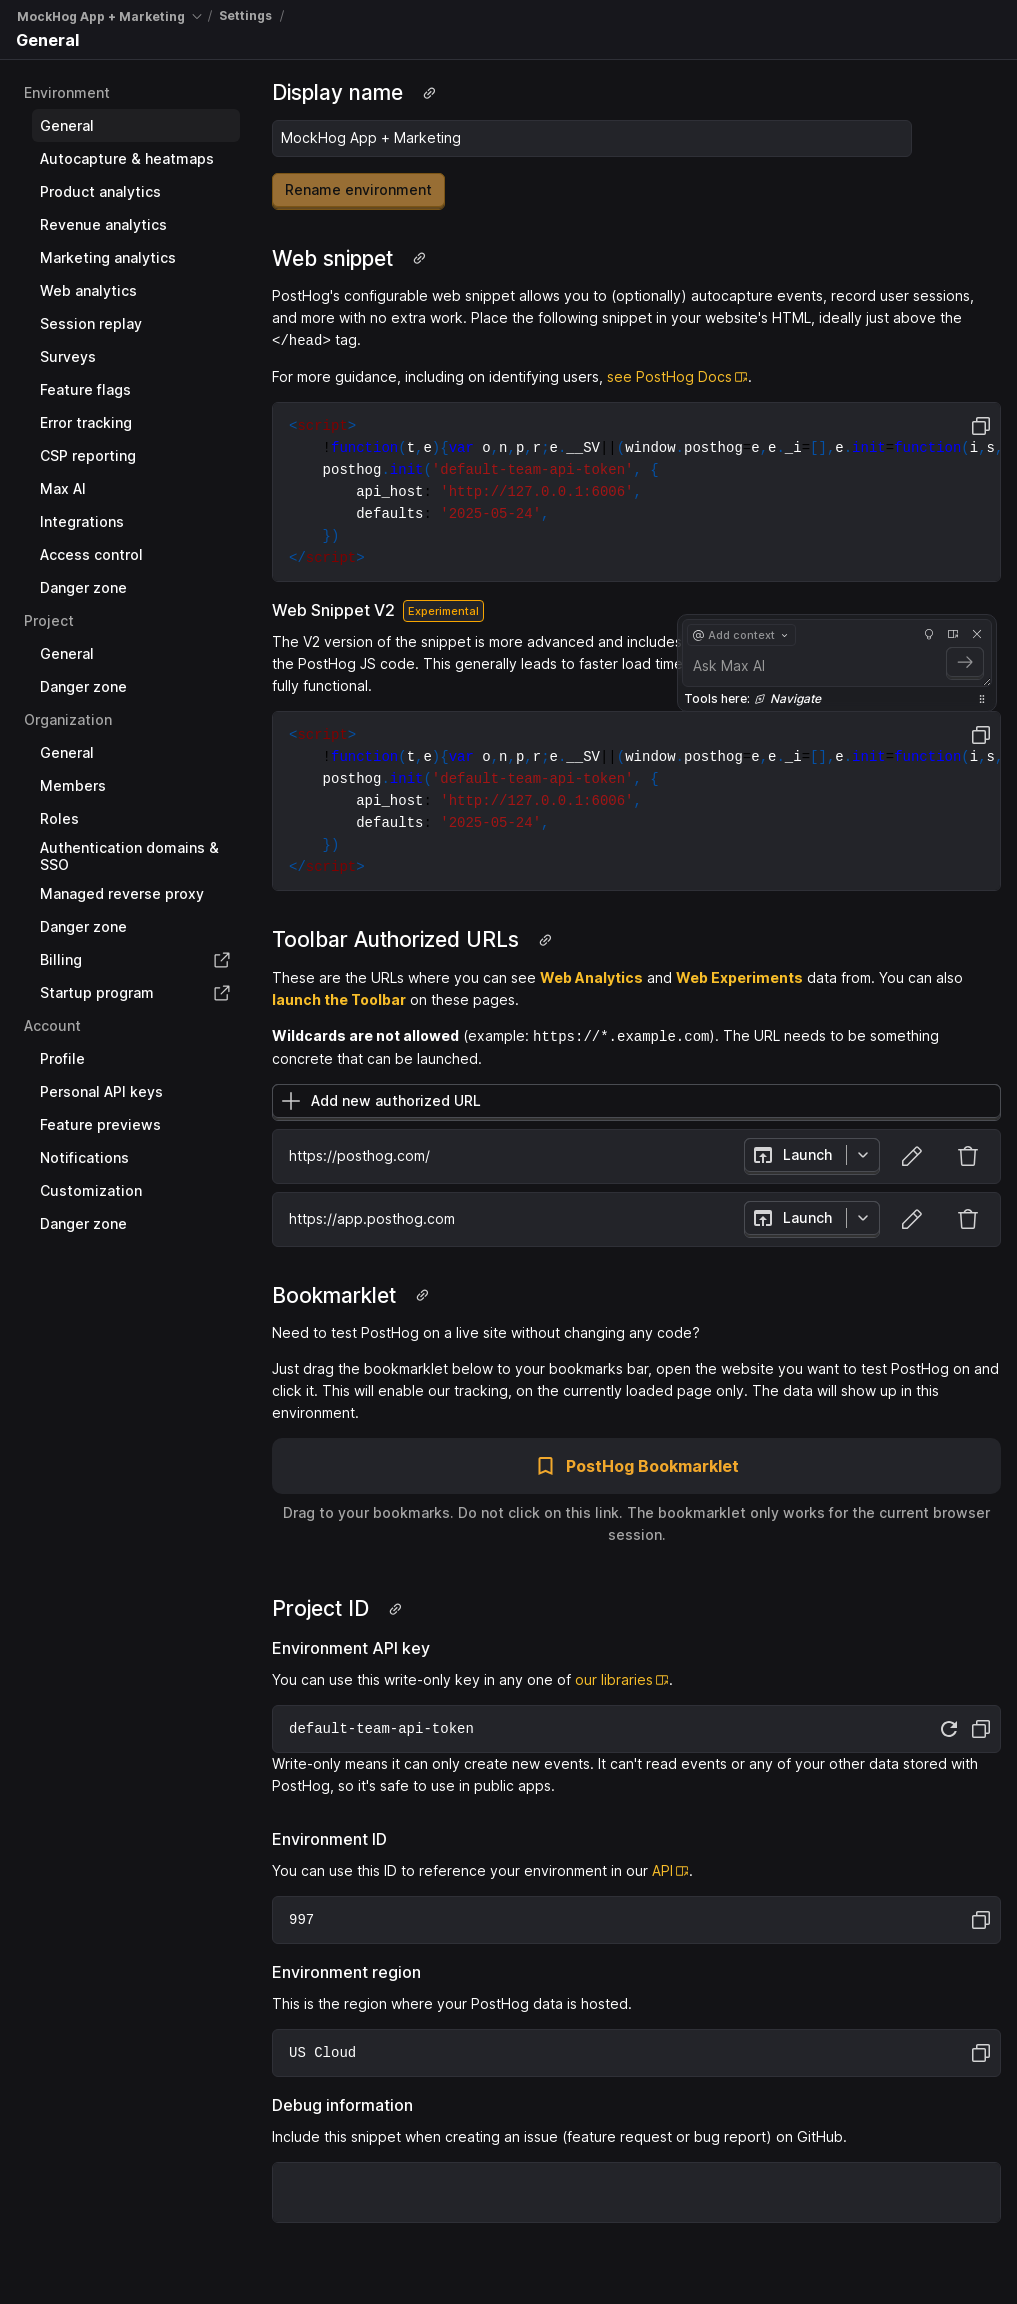 MockHog App + Marketing / Settings /
General
Environment
General
Autocapture & heatmaps
Product analytics
Revenue analytics
Marketing analytics
Web analytics
Session replay
Surveys
Feature flags
Error tracking
CSP reporting
Max AI
Integrations
Access control
Danger zone
Project
General
Danger zone
Organization
General
Members
Roles
Authentication domains &
SSO
Managed reverse proxy
Danger zone
Billing
Startup program
Account
Profile
Personal API keys
Feature previews
Notifications
Customization
Danger zone
Display name
MockHog App + Marketing
Rename environment
Web snippet
PostHog's configurable web snippet allows you to (optionally) autocapture events, record user sessions,
and more with no extra work. Place the following snippet in your website's HTML, ideally just above the
</head> tag.
For more guidance, including on identifying users, see PostHog Docs.
<script>
!function(t,e){var o,n,p,r;e.__SV||(window.posthog=e,e._i=[],e.init=function(i,s,
posthog.init('default-team-api-token', {
api_host: 'http://127.0.0.1:6006',
defaults: '2025-05-24',
})
</script>
Web Snippet V2 Experimental
The V2 version of the snippet is more advanced and includes
the PostHog JS code. This generally leads to faster load time
fully functional.
Add context
Ask Max AI
Tools here: Navigate
<script>
!function(t,e){var o,n,p,r;e.__SV||(window.posthog=e,e._i=[],e.init=function(i,s,
posthog.init('default-team-api-token', {
api_host: 'http://127.0.0.1:6006',
defaults: '2025-05-24',
})
</script>
Toolbar Authorized URLs
These are the URLs where you can see Web Analytics and Web Experiments data from. You can also
launch the Toolbar on these pages.
Wildcards are not allowed (example: https://*.example.com). The URL needs to be something
concrete that can be launched.
Add new authorized URL
https://posthog.com/ Launch
https://app.posthog.com Launch
Bookmarklet
Need to test PostHog on a live site without changing any code?
Just drag the bookmarklet below to your bookmarks bar, open the website you want to test PostHog on and
click it. This will enable our tracking, on the currently loaded page only. The data will show up in this
environment.
PostHog Bookmarklet
Drag to your bookmarks. Do not click on this link. The bookmarklet only works for the current browser
session.
Project ID
Environment API key
You can use this write-only key in any one of our libraries.
default-team-api-token
Write-only means it can only create new events. It can't read events or any of your other data stored with
PostHog, so it's safe to use in public apps.
Environment ID
You can use this ID to reference your environment in our API.
997
Environment region
This is the region where your PostHog data is hosted.
US Cloud
Debug information
Include this snippet when creating an issue (feature request or bug report) on GitHub.